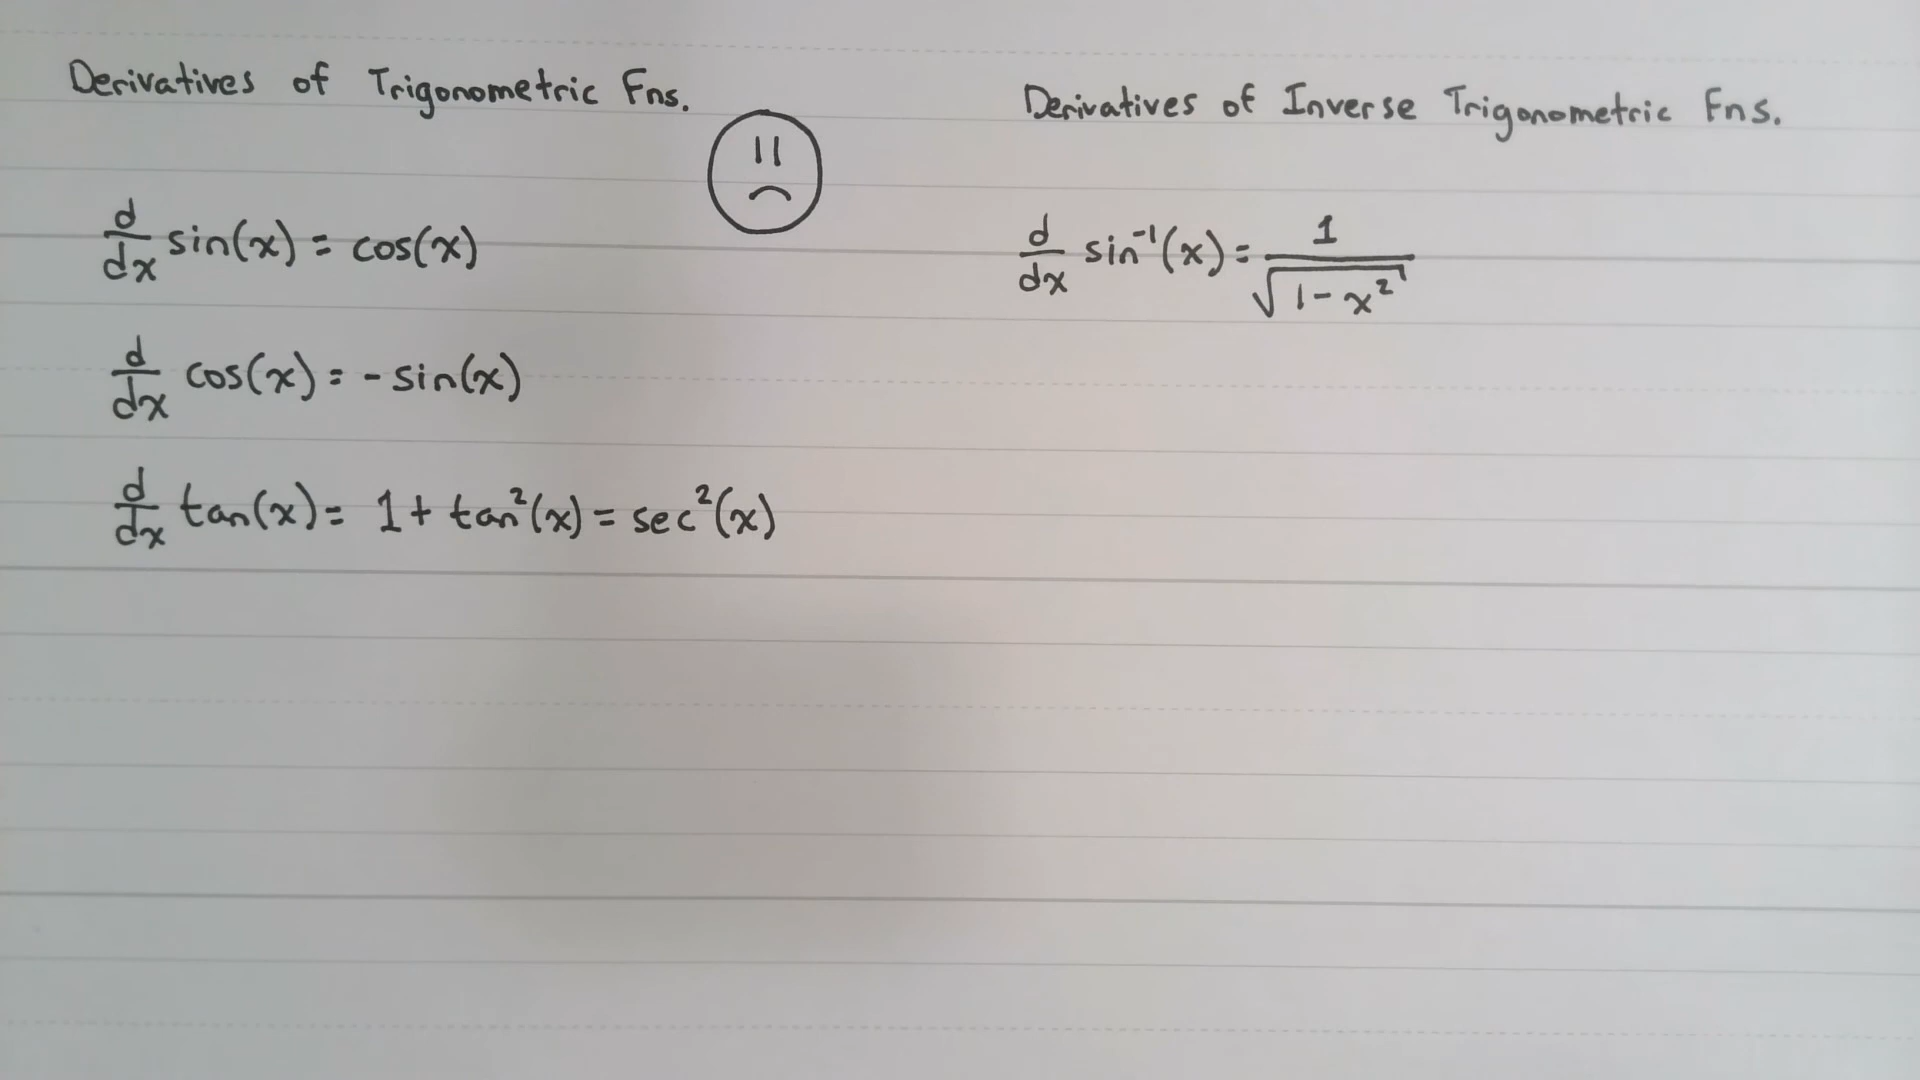 Derivatives of Trigonometric Fns.
d/dx sin(x) = cos(x)
d/dx cos(x) = - sin(x)
d/dx tan(x) = 1 + tan²(x) = sec²(x)
Derivatives of Inverse Trigonometric Fns.
d/dx sin⁻¹(x) = 1/√(1 - x²)